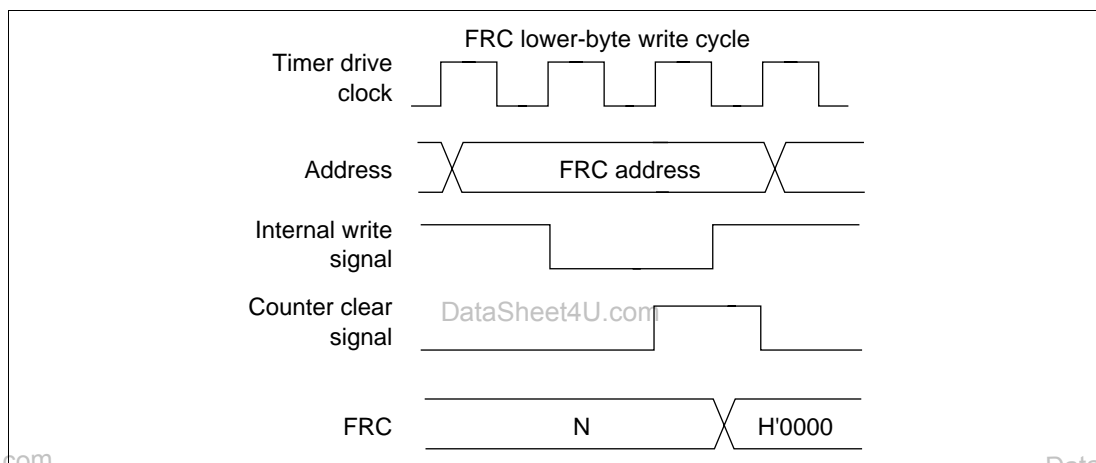 FRC lower-byte write cycle
Timer drive
clock
Address
FRC address
Internal write
signal
Counter clear
signal
DataSheet4U.com
FRC
N
H'0000
.com